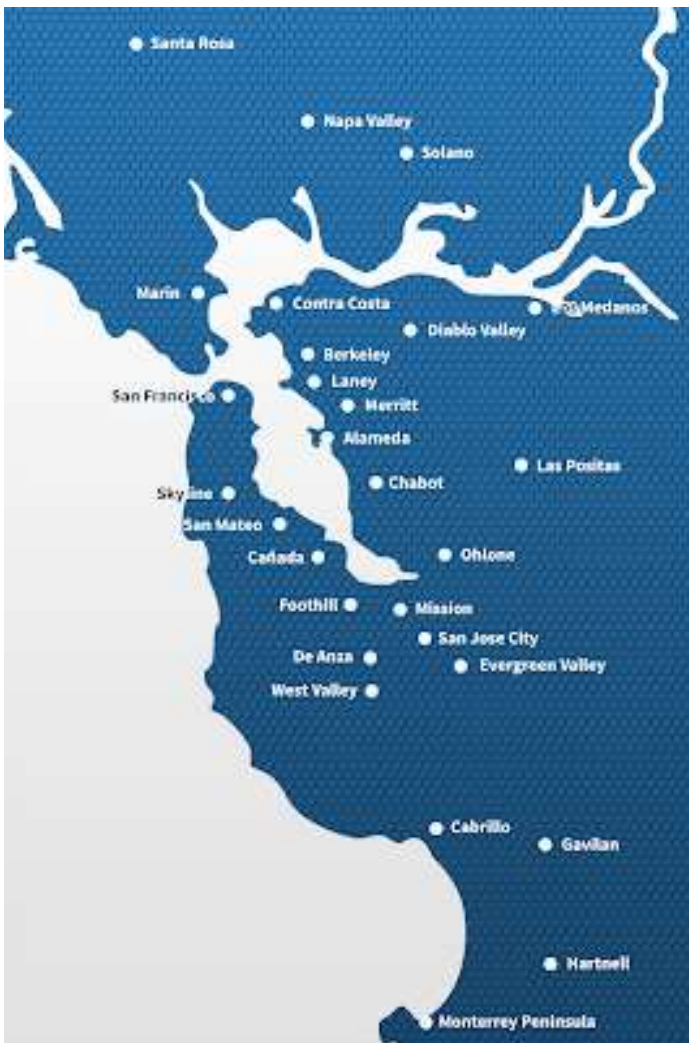 Santa Rosa
Napa Valley
Solano
Marin
Contra Costa
Medanos
Diablo Valley
Berkeley
Laney
San Francisco
Merritt
Alameda
Las Positas
Chabot
Skyline
San Mateo
Cañada
Ohlone
Foothill
Mission
San Jose City
De Anza
Evergreen Valley
West Valley
Cabrillo
Gavilan
Hartnell
Monterrey Peninsula